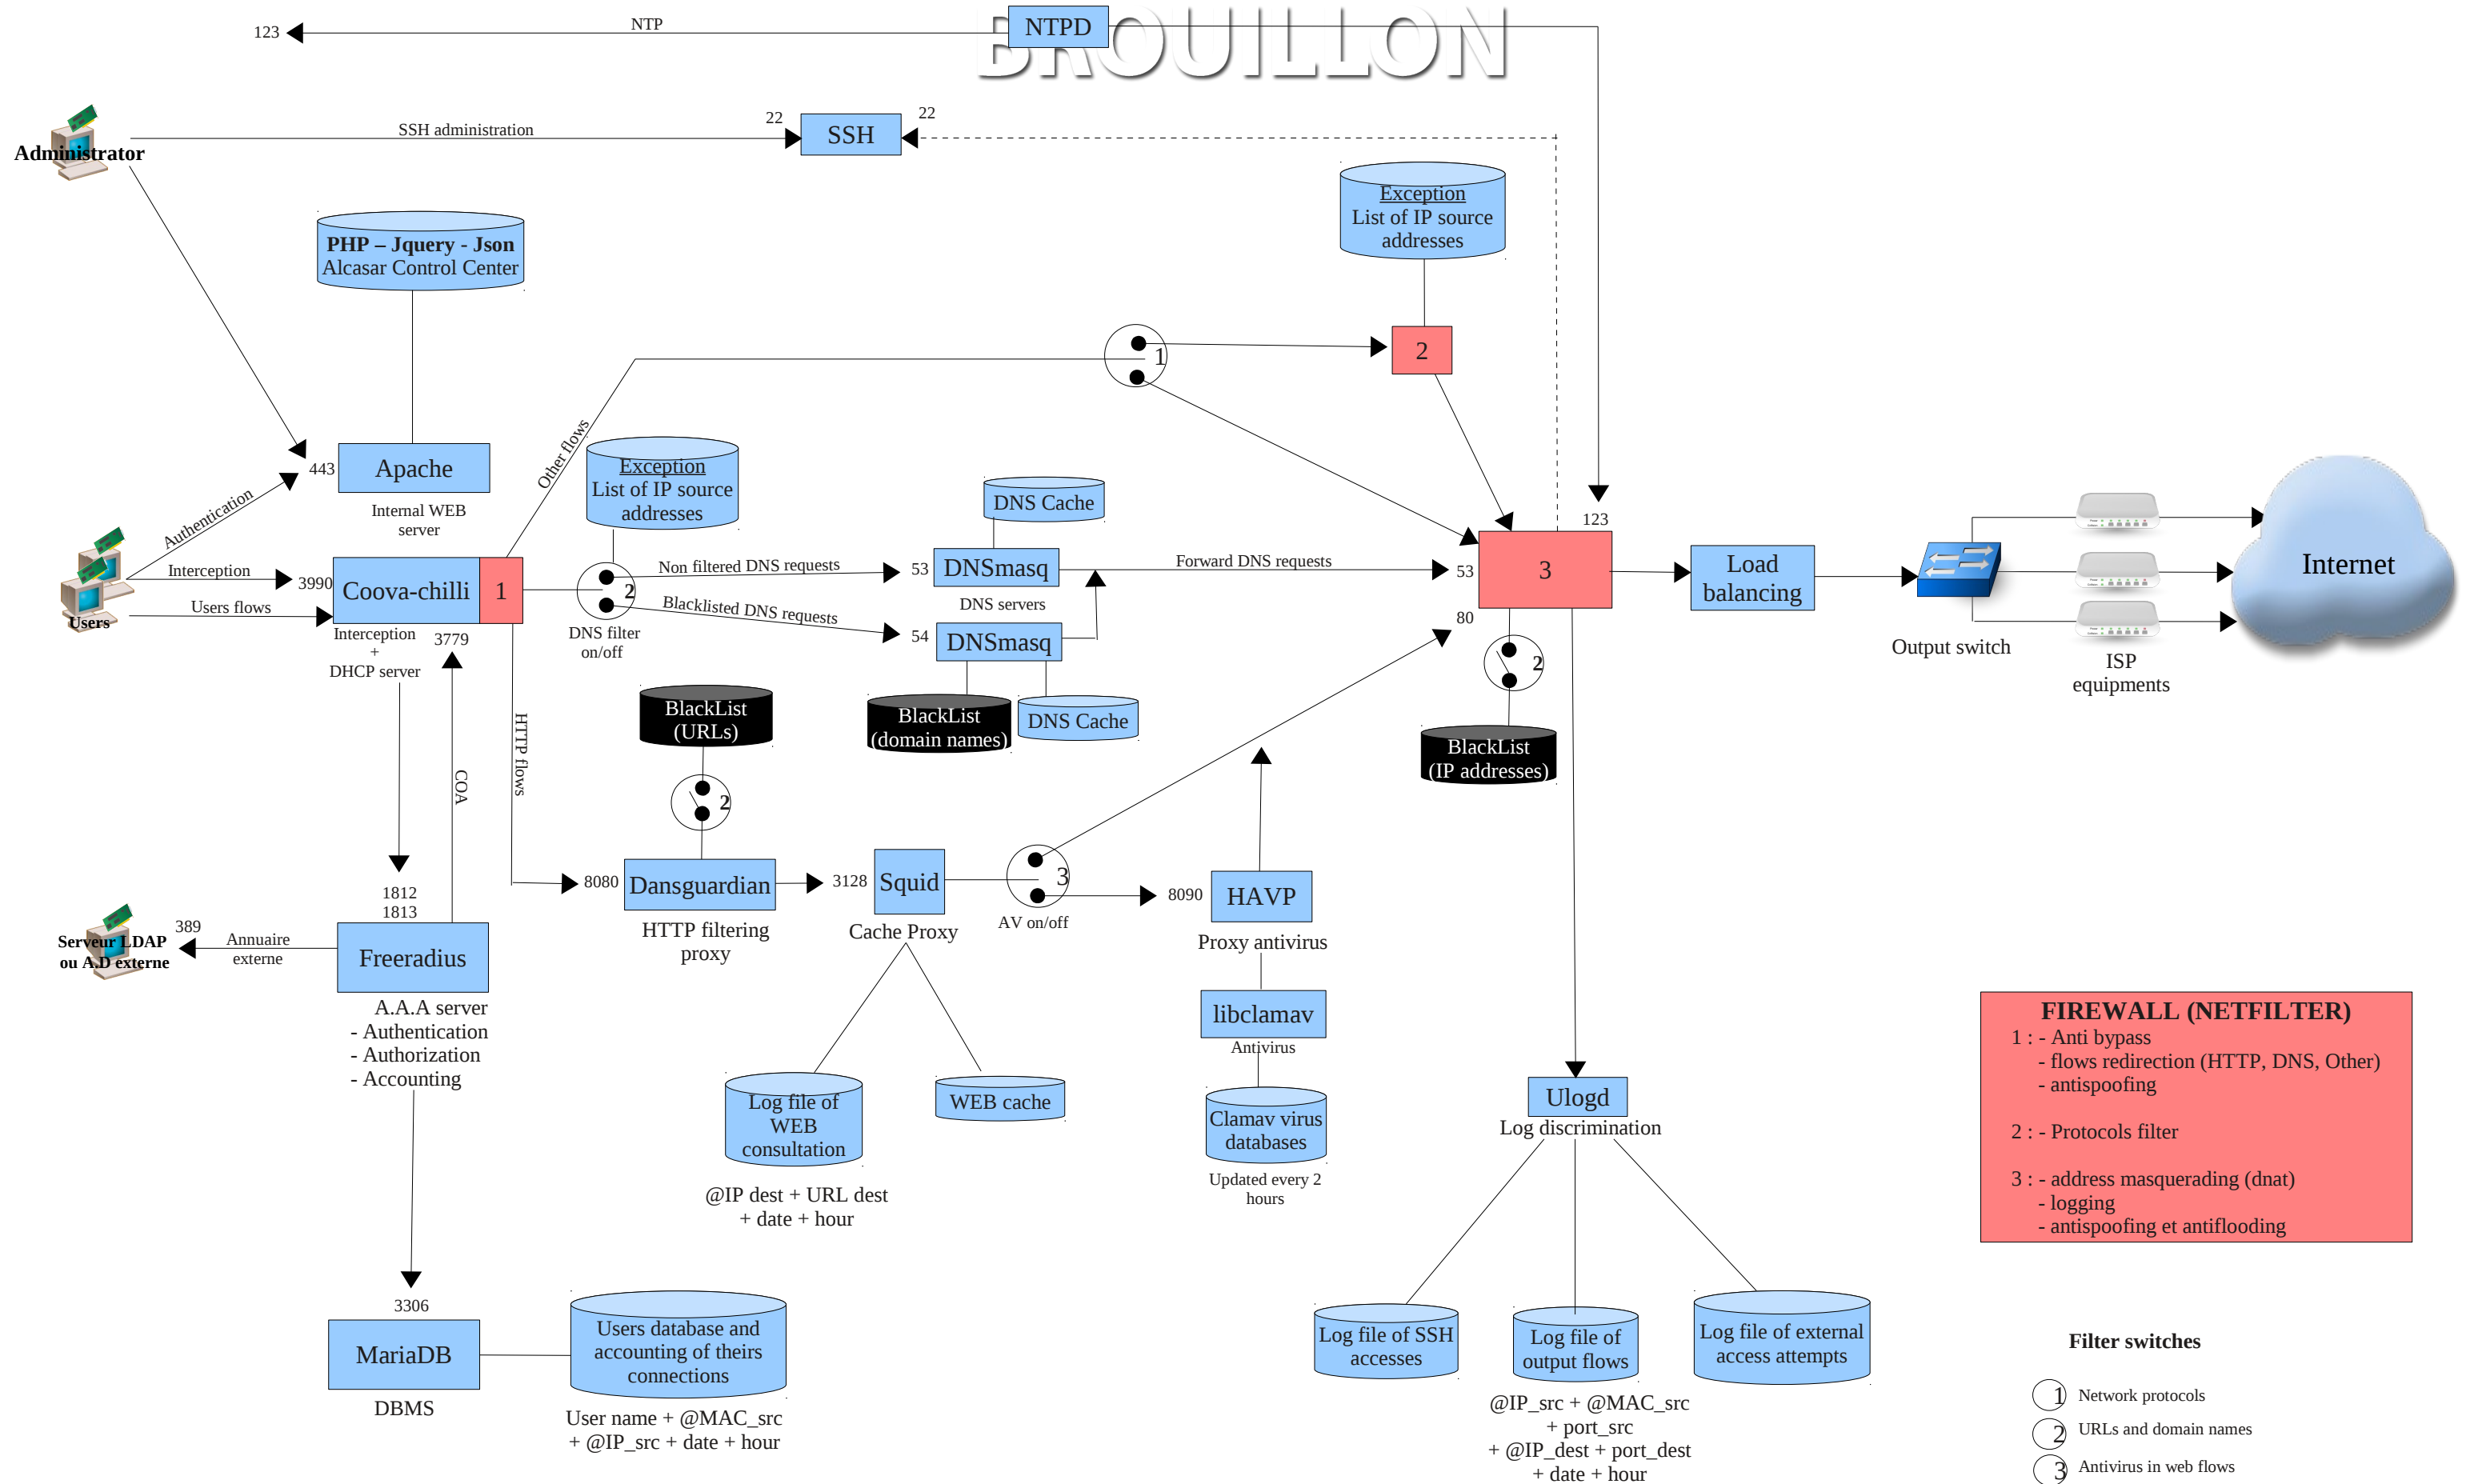 BROUILLON
NTPD
NTP
123
22
22
SSH administration
SSH
Administrator
Exception
List of IP source
addresses
PHP – Jquery - Json
Alcasar Control Center
1
2
Other flows
443
Apache
Internal WEB
server
Exception
List of IP source
addresses
DNS Cache
123
Authentication
Interception
3990
Users flows
Users
Coova-chilli
1
Interception
+
DHCP server
3779
2
DNS filter
on/off
Non filtered DNS requests
Blacklisted DNS requests
53
DNSmasq
DNS servers
54
DNSmasq
Forward DNS requests
53
3
80
Load
balancing
Output switch
ISP
equipments
Internet
2
BlackList
(URLs)
BlackList
(domain names)
DNS Cache
BlackList
(IP addresses)
HTTP flows
COA
2
1812
1813
8080
Dansguardian
HTTP filtering
proxy
3128
Squid
Cache Proxy
3
AV on/off
8090
HAVP
Proxy antivirus
389
Serveur LDAP
ou A.D externe
Annuaire
externe
Freeradius
A.A.A server
- Authentication
- Authorization
- Accounting
libclamav
Antivirus
Log file of
WEB
consultation
WEB cache
Clamav virus
databases
Updated every 2
hours
@IP dest + URL dest
+ date + hour
Ulogd
Log discrimination
FIREWALL (NETFILTER)
1 : - Anti bypass
- flows redirection (HTTP, DNS, Other)
- antispoofing
2 : - Protocols filter
3 : - address masquerading (dnat)
- logging
- antispoofing et antiflooding
3306
MariaDB
DBMS
Users database and
accounting of theirs
connections
User name + @MAC_src
+ @IP_src + date + hour
Log file of SSH
accesses
Log file of
output flows
Log file of external
access attempts
@IP_src + @MAC_src
+ port_src
+ @IP_dest + port_dest
+ date + hour
Filter switches
1 Network protocols
2 URLs and domain names
3 Antivirus in web flows